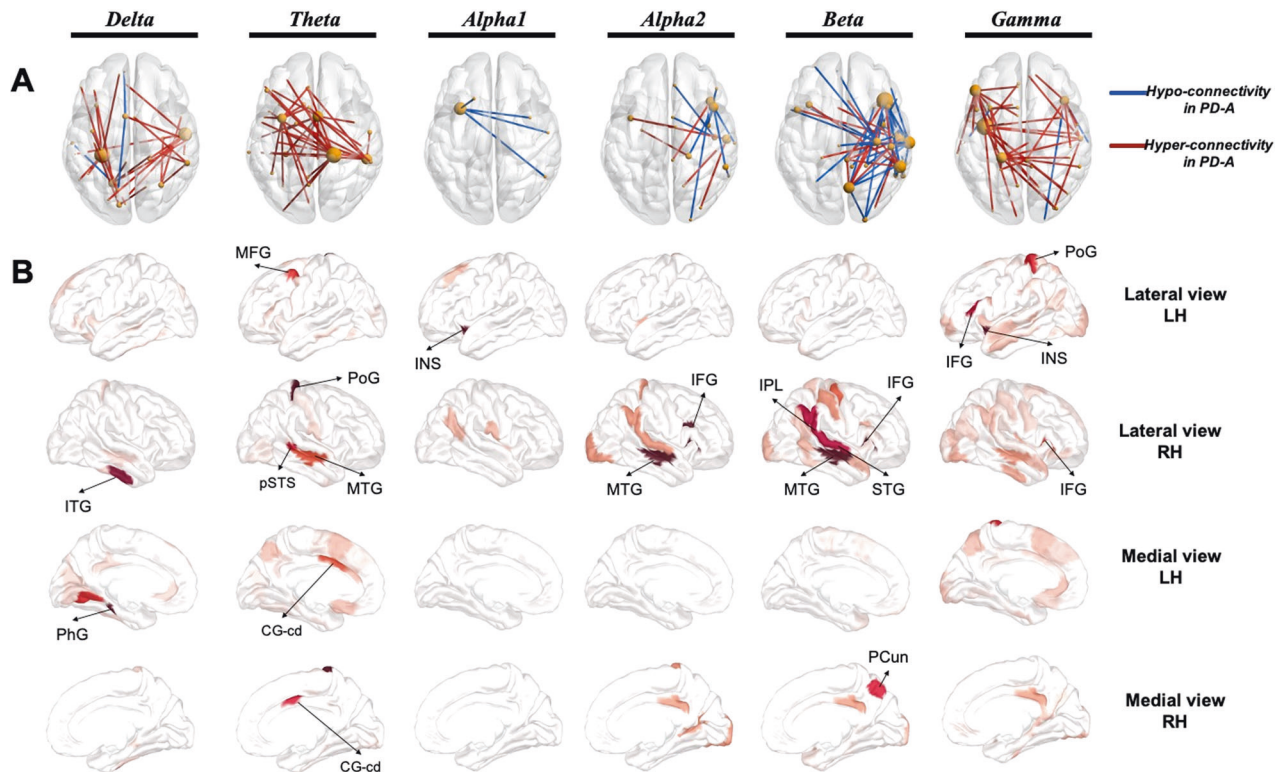 Delta Theta Alpha1 Alpha2 Beta Gamma
A
Hypo-connectivity
in PD-A
Hyper-connectivity
in PD-A
B
MFG
PoG
INS
IFG
INS
Lateral view
LH
PoG
IFG
IPL
IFG
ITG
pSTS
MTG
MTG
MTG
STG
IFG
Lateral view
RH
PhG
CG-cd
Medial view
LH
PCun
CG-cd
Medial view
RH